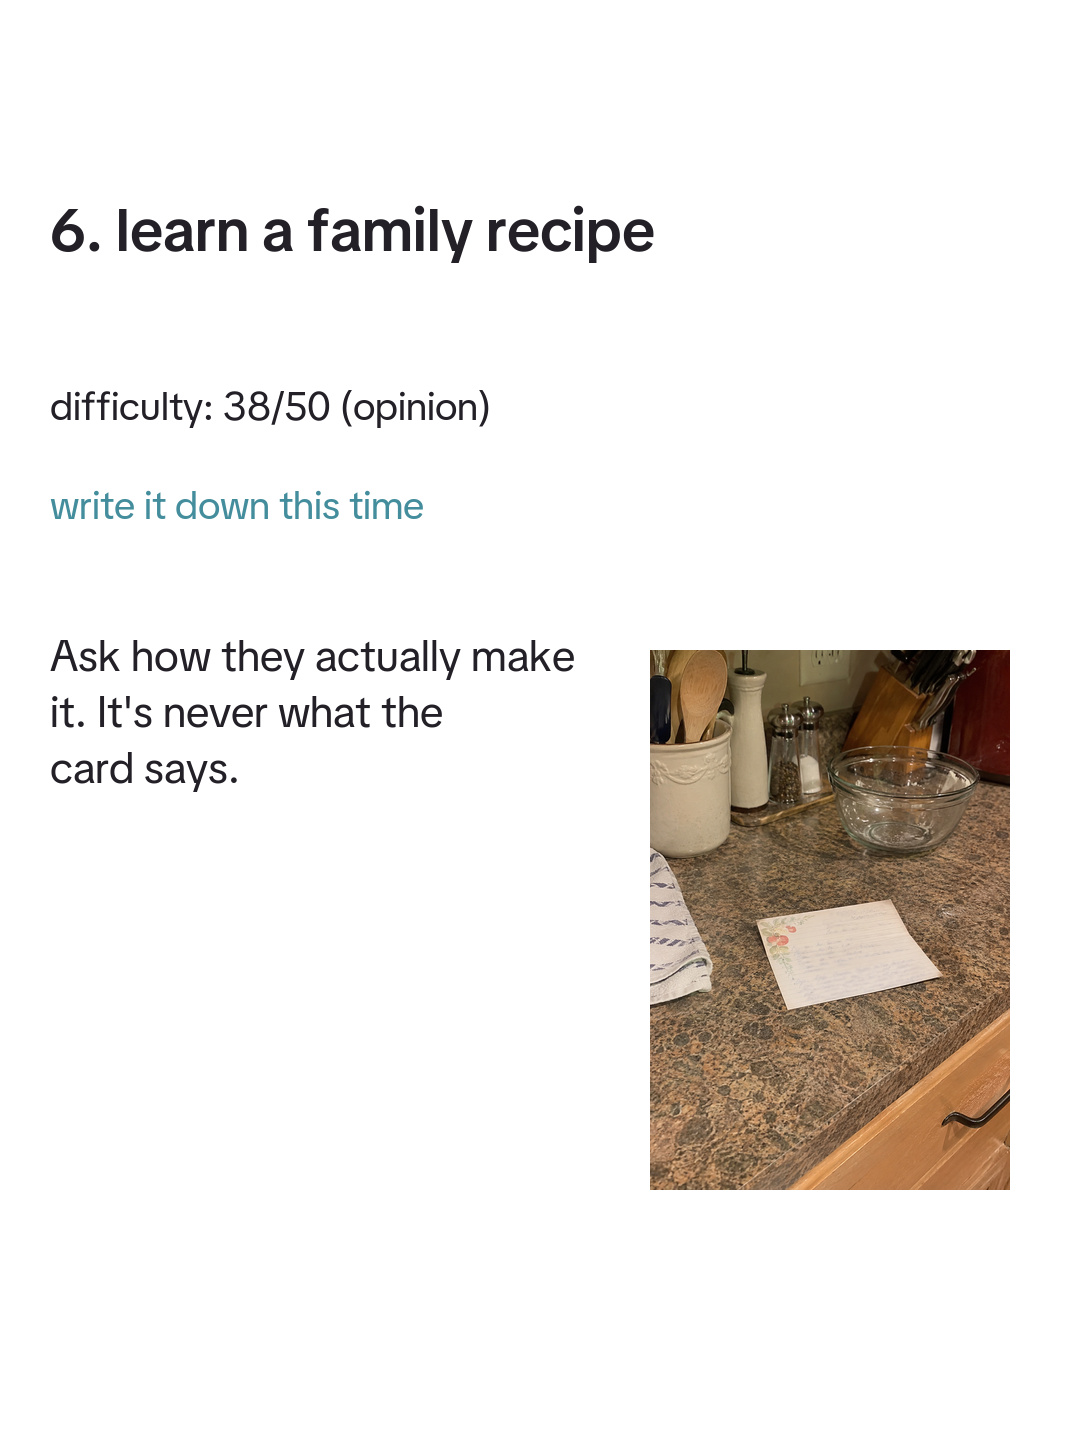 6. learn a family recipe
difficulty: 38/50 (opinion)
write it down this time
Ask how they actually make
it. It's never what the
card says.